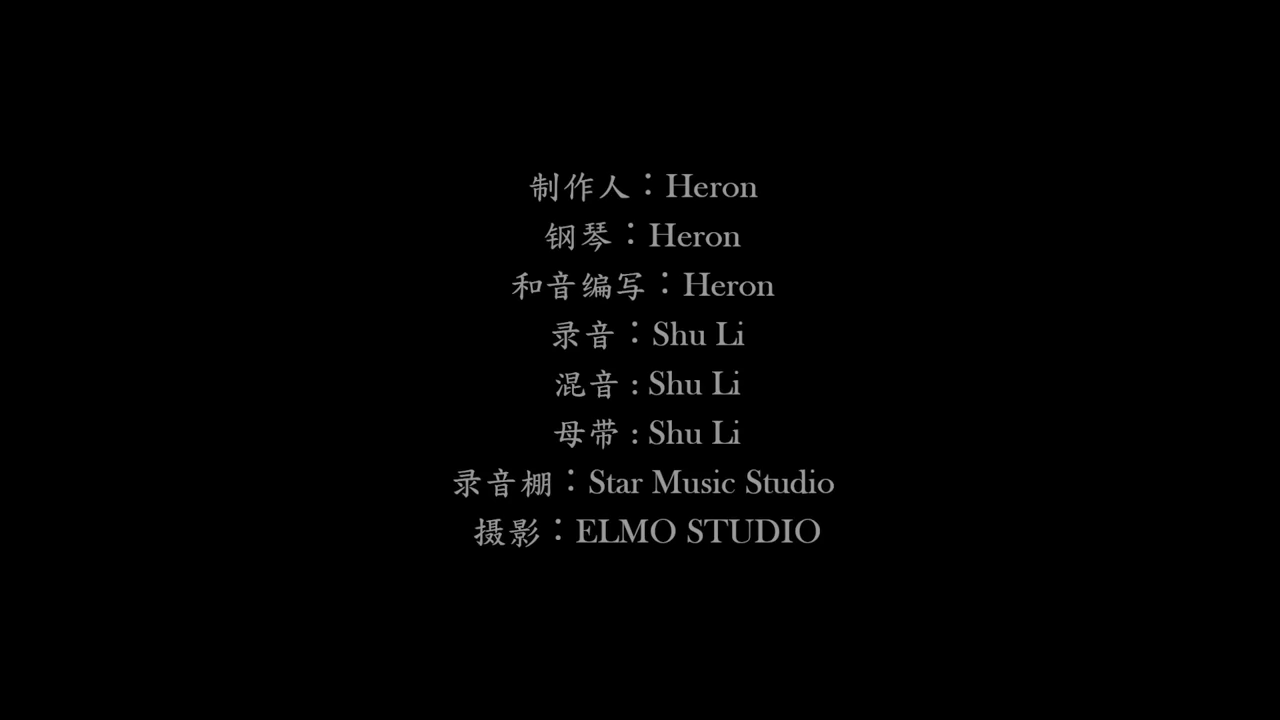 制作人：Heron
钢琴：Heron
和音编写：Heron
录音：Shu Li
混音 : Shu Li
母带 : Shu Li
录音棚：Star Music Studio
摄影：ELMO STUDIO